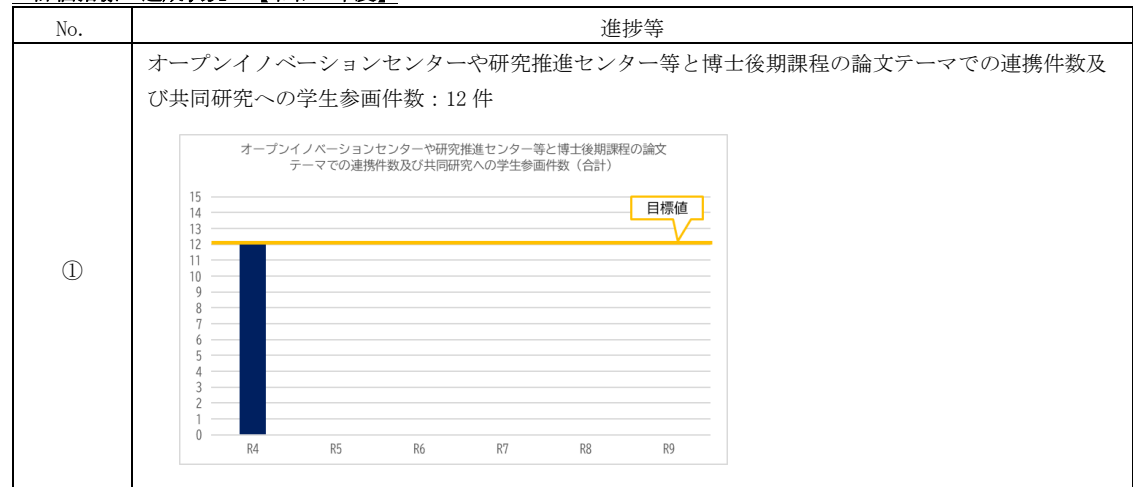 No.
進捗等
オープンイノベーションセンターや研究推進センター等と博士後期課程の論文テーマでの連携件数及
び共同研究への学生参画件数：12 件
オープンイノベーションセンターや研究推進センター等と博士後期課程の論文
テーマでの連携件数及び共同研究への学生参画件数（合計）
目標値
15
14
13
12
11
10
9
8
7
6
5
4
3
2
1
0
R4 R5 R6 R7 R8 R9
①